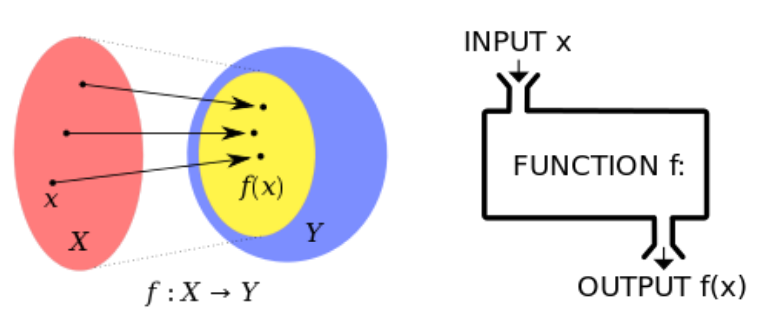 x
X
f(x)
Y
f : X → Y
INPUT x
FUNCTION f:
OUTPUT f(x)